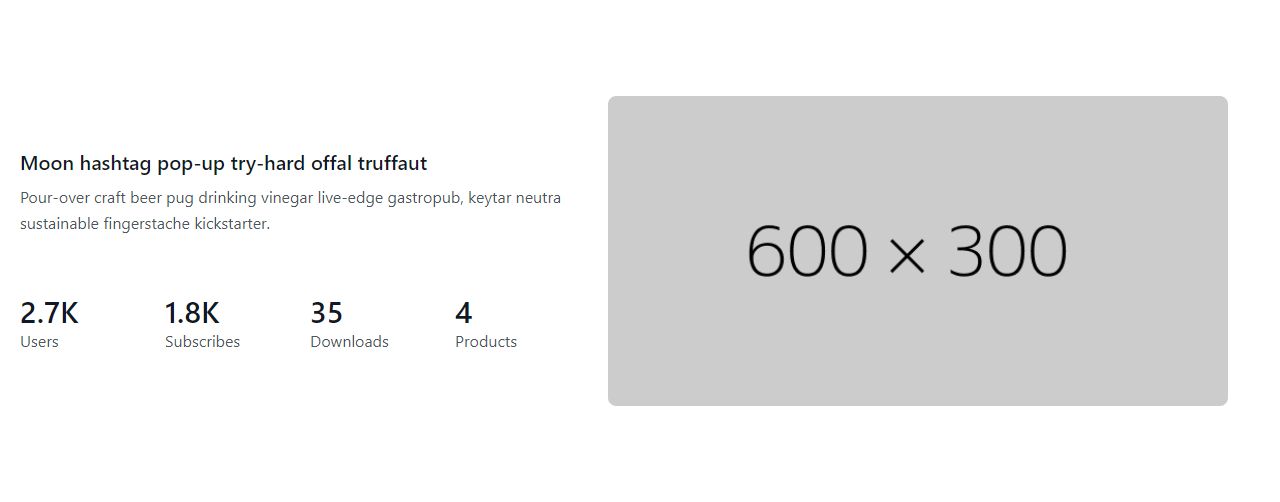 Moon hashtag pop-up try-hard offal truffaut
Pour-over craft beer pug drinking vinegar live-edge gastropub, keytar neutra
sustainable fingerstache kickstarter.
2.7K
Users
1.8K
Subscribes
35
Downloads
4
Products
600 × 300